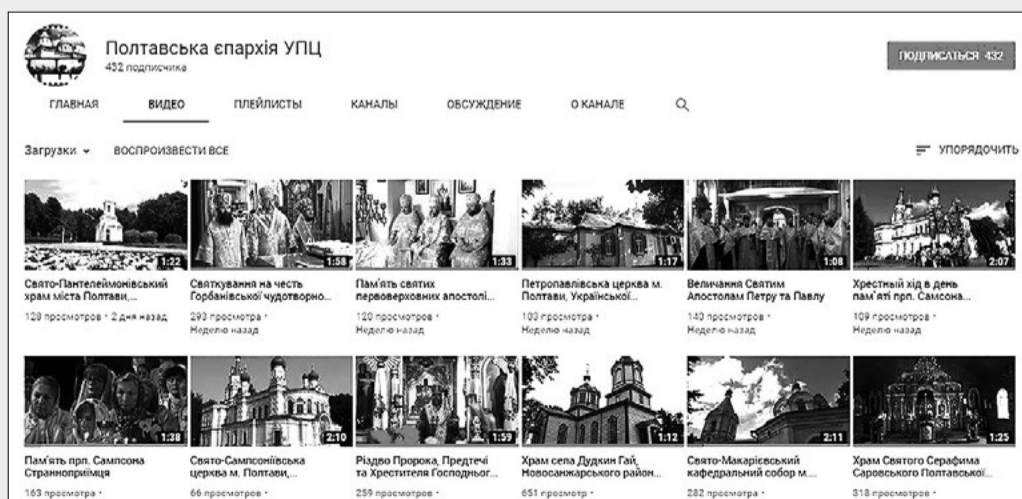 Полтавська єпархія УПЦ
432 подписчика
ПОДПИСАТЬСЯ 432
ГЛАВНАЯ ВИДЕО ПЛЕЙЛИСТЫ КАНАЛЫ ОБСУЖДЕНИЕ О КАНАЛЕ
Загрузки ВОСПРОИЗВЕСТИ ВСЕ УПОРЯДОЧИТЬ
1:22 1:58 1:33 1:17 1:08 2:07
Свято-Пантелеймонівський
храм міста Полтави,...
128 просмотров • 2 дня назад
Святкування на честь
Горбанівської чудотворно...
293 просмотра •
Неделю назад
Пам'ять святих
первоверховних апостолі...
120 просмотров •
Неделю назад
Петропавлівська церква м.
Полтави, Української...
103 просмотра •
Неделю назад
Величання Святим
Апостолам Петру та Павлу
140 просмотров •
Неделю назад
Хрестный хід в день
пам'яті прп. Самсона...
109 просмотров •
Неделю назад
1:38 2:10 1:59 1:12 2:11 1:25
Пам'ять прп. Сампсона
Странноприїмця
163 просмотра •
Свято-Сампсоніївська
церква м. Полтави,...
66 просмотров •
Різдво Пророка, Предтечі
та Хрестителя Господньог...
259 просмотров •
Храм села Дудкин Гай,
Новосанжарського район...
651 просмотр •
Свято-Макарієвський
кафедральний собор м....
282 просмотра •
Храм Святого Серафима
Саровського Полтавської...
318 просмотров •